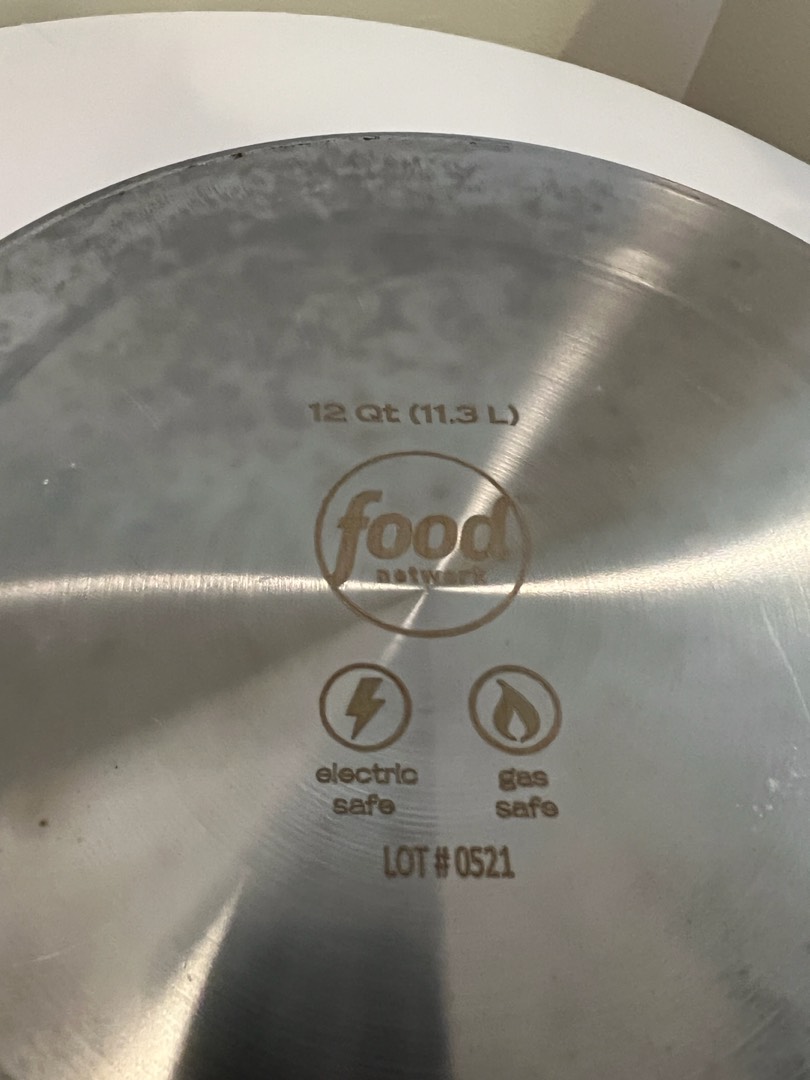 12 Qt (11.3 L)
food
network
electric safe
gas safe
LOT # 0521